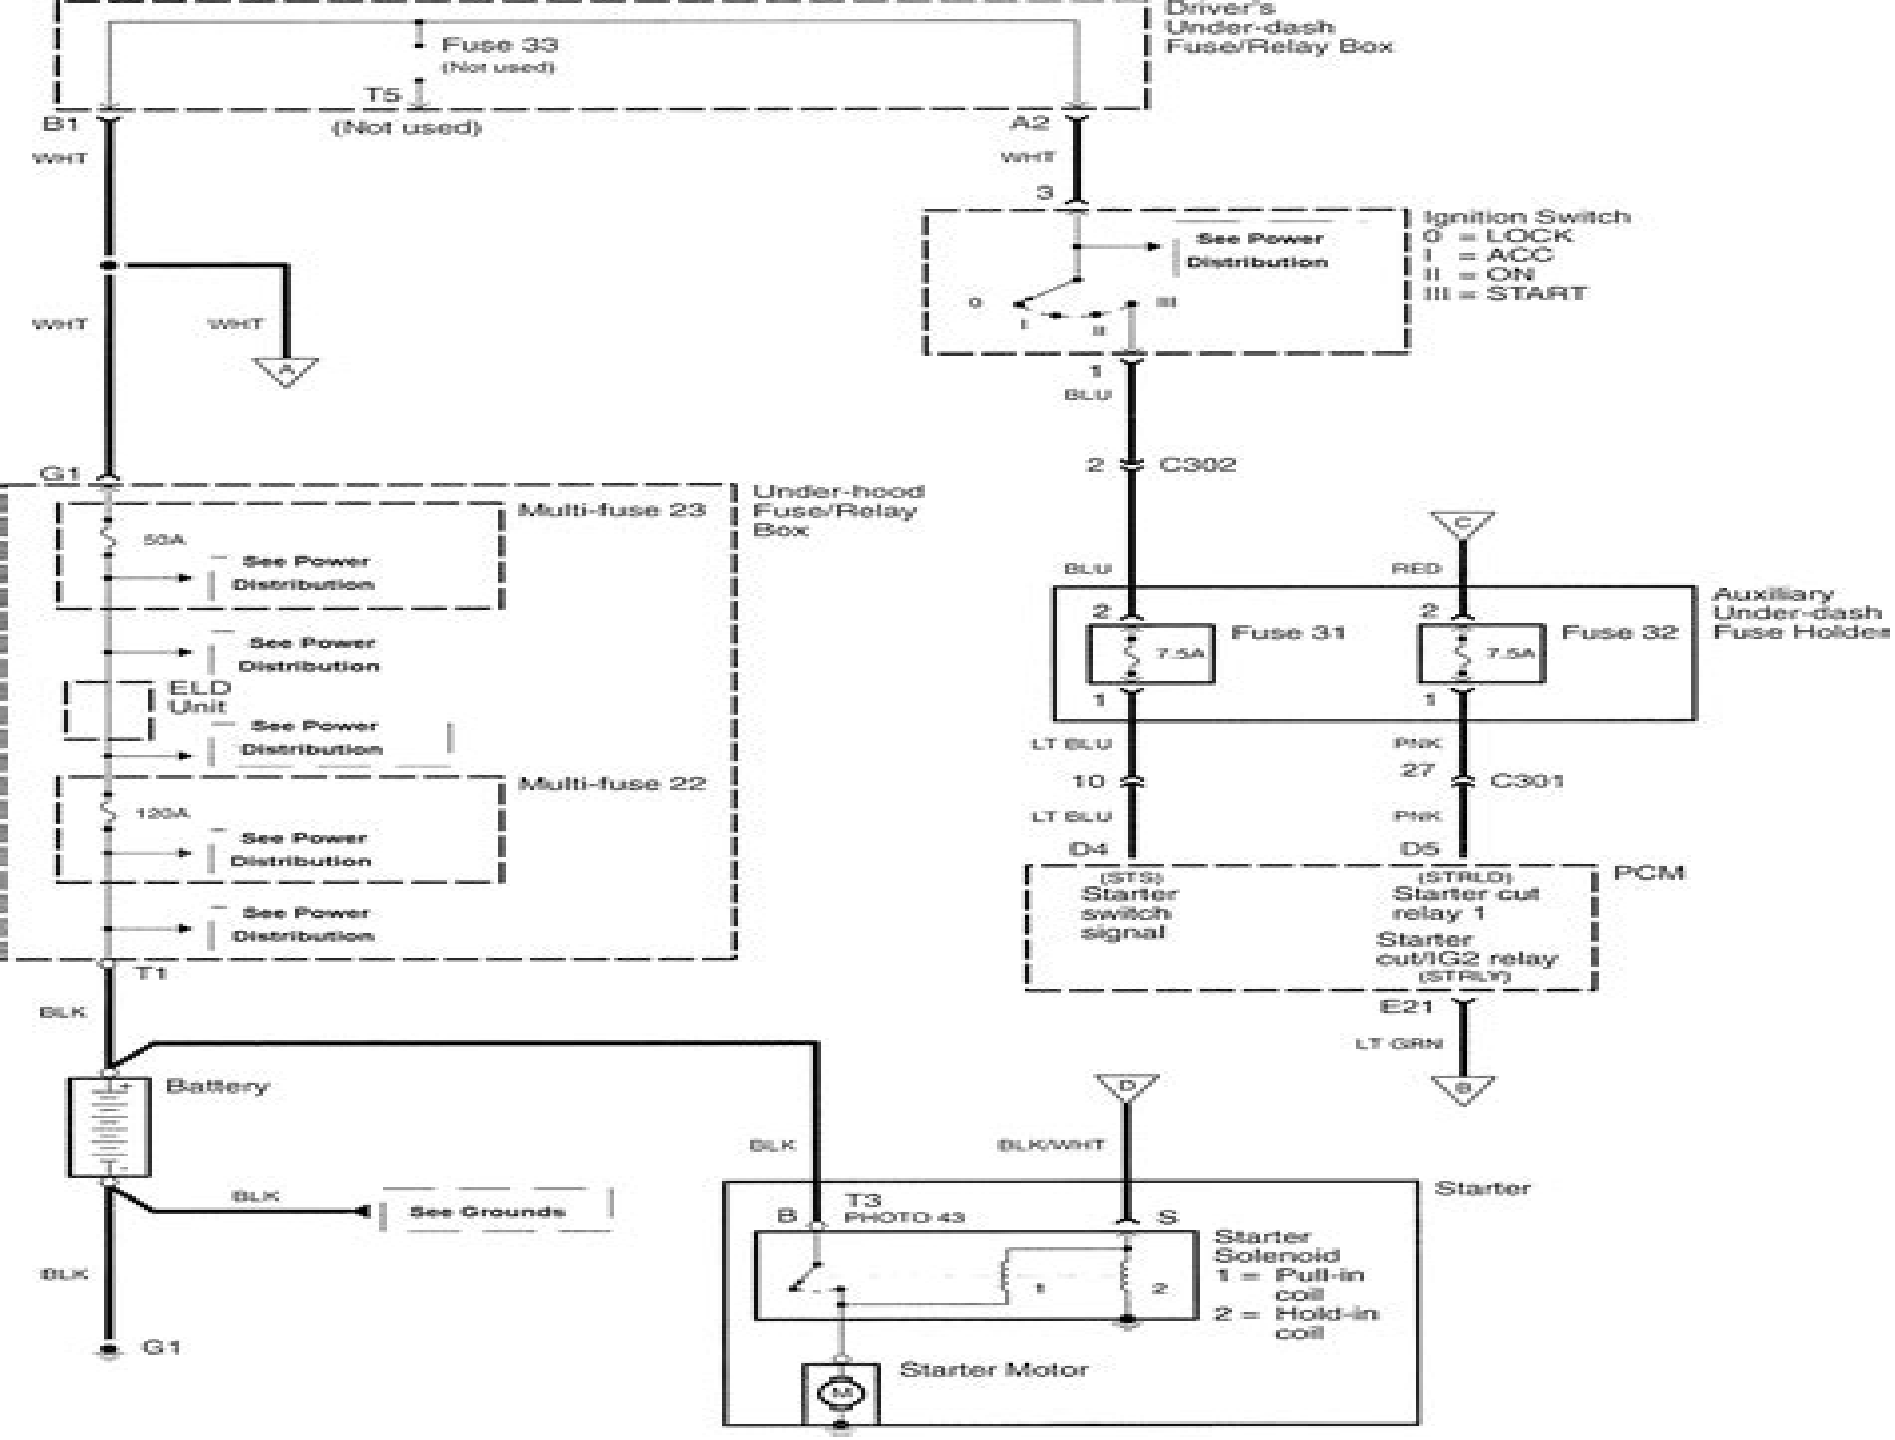 Driver's
Under-dash
Fuse/Relay Box
Fuse 33
(Not used)
T5
(Not used)
B1
WHT
A2
WHT
3
Ignition Switch
0 = LOCK
I = ACC
II = ON
III = START
See Power
Distribution
0
I
II
III
1
BLU
WHT
WHT
A
2
C302
G1
Under-hood
Fuse/Relay
Box
Multi-fuse 23
50A
See Power
Distribution
See Power
Distribution
ELD
Unit
See Power
Distribution
Multi-fuse 22
120A
See Power
Distribution
See Power
Distribution
T1
C
BLU
RED
Auxiliary
Under-dash
Fuse Holder
2
Fuse 31
7.5A
1
2
Fuse 32
7.5A
1
LT BLU
PNK
10
27
C301
LT BLU
PNK
D4
D5
PCM
(STS)
Starter
switch
signal
(STRLD)
Starter cut
relay 1
Starter
cut/IG2 relay
(STRLY)
E21
LT GRN
B
BLK
Battery
+
-
BLK
See Grounds
BLK
G1
D
BLK
BLK/WHT
Starter
B
T3
PHOTO 43
S
Starter
Solenoid
1 = Pull-in
coil
2 = Hold-in
coil
1
2
Starter Motor
M